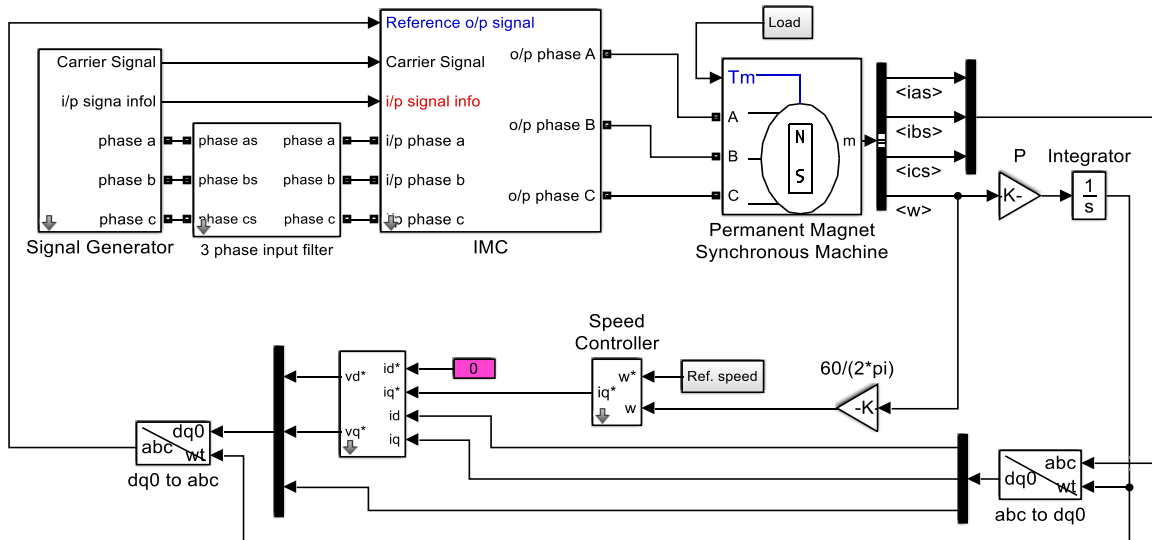 Reference o/p signal
Load
Carrier Signal
Carrier Signal
o/p phase A
Tm
<ias>
i/p signa infol
i/p signal info
A
<ibs>
o/p phase B
N
phase a
phase as
phase a
i/p phase a
m
B
<ics>
P
Integrator
phase b
phase bs
phase b
i/p phase b
S
o/p phase C
C
<w>
-K-
1
s
phase c
phase cs
phase c
phase c
Signal Generator
3 phase input filter
IMC
Permanent Magnet
Synchronous Machine
Speed
Controller
60/(2*pi)
vd*
id*
0
w*
Ref. speed
iq*
iq*
w
-K-
id
vq*
iq
dq0
abc
wt
dq0 to abc
abc
dq0
wt
abc to dq0